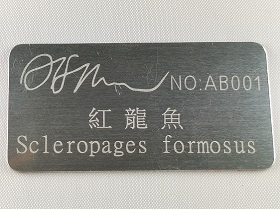 NO:AB001
紅龍魚
Scleropages formosus